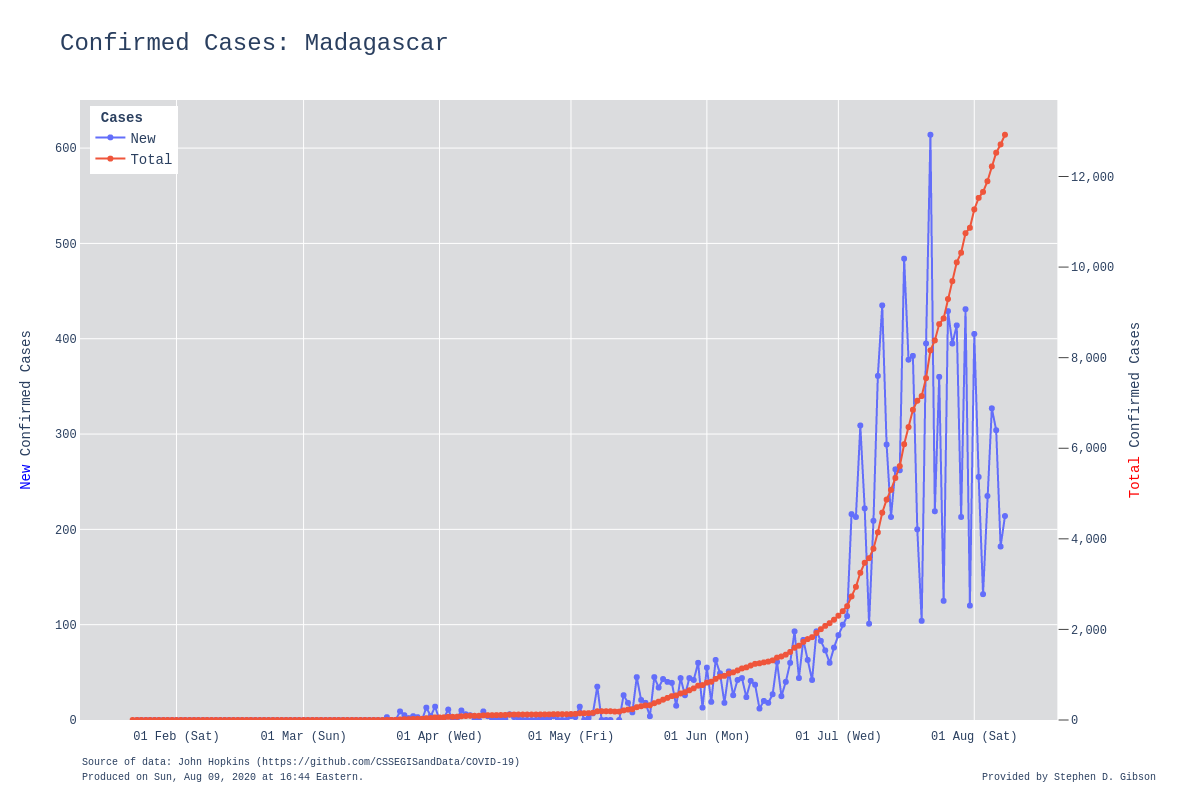 Confirmed Cases: Madagascar
Cases
New
Total
600
500
400
300
200
100
0
12,000
10,000
8,000
6,000
4,000
2,000
0
New Confirmed Cases
Total Confirmed Cases
01 Feb (Sat)
01 Mar (Sun)
01 Apr (Wed)
01 May (Fri)
01 Jun (Mon)
01 Jul (Wed)
01 Aug (Sat)
Source of data: John Hopkins (https://github.com/CSSEGISandData/COVID-19)
Produced on Sun, Aug 09, 2020 at 16:44 Eastern.
Provided by Stephen D. Gibson